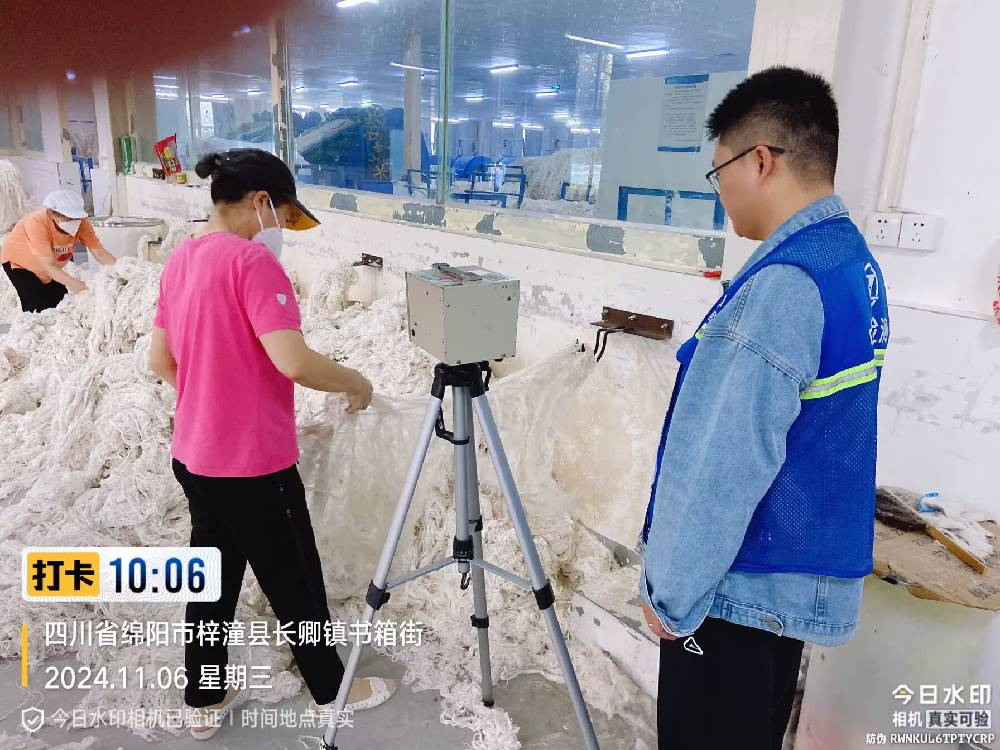 打卡 10:06
四川省绵阳市梓潼县长卿镇书箱街
2024.11.06 星期三
今日水印相机已验证 | 时间地点真实
今日水印
相机 真实可验
防伪 RWNKUL6TPTYCRP